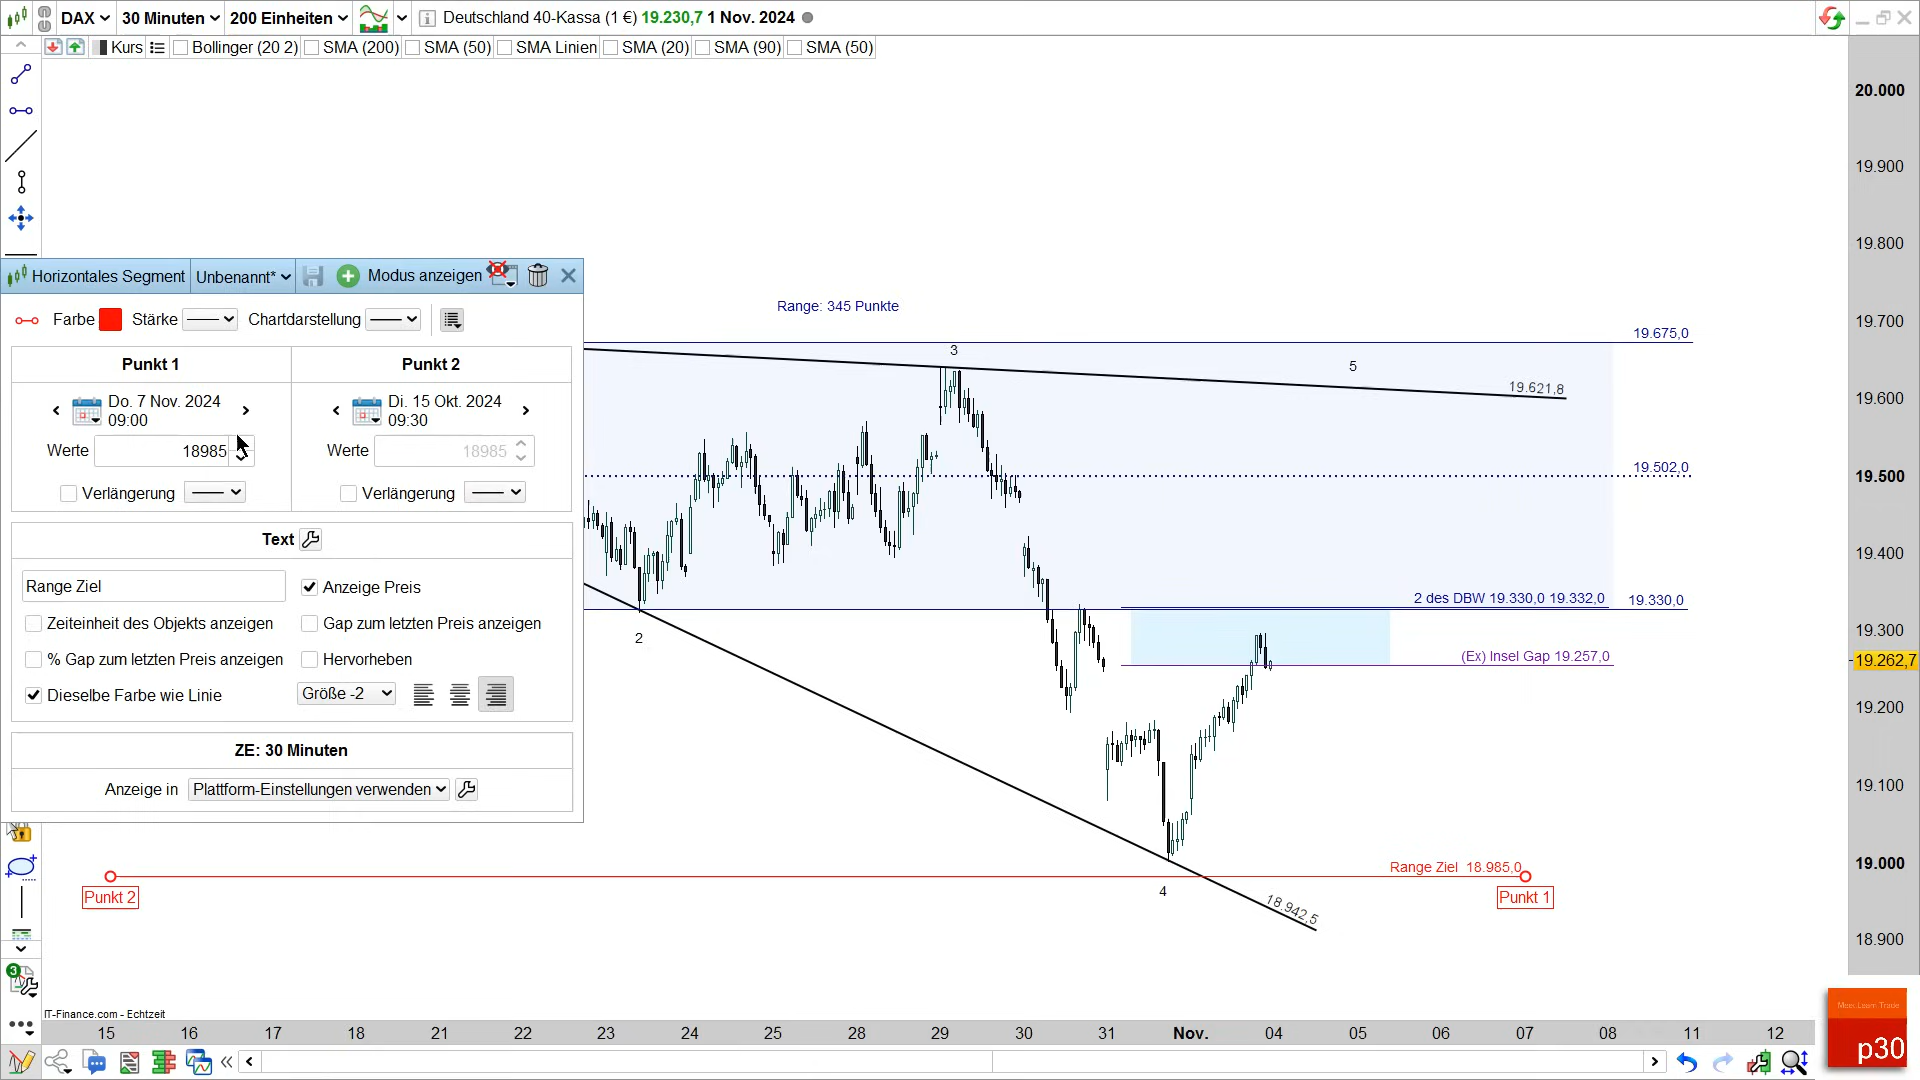 DAX
30 Minuten
200 Einheiten
Deutschland 40-Kassa (1 €) 19.230,7 1 Nov. 2024
Kurs
Bollinger (20 2)
SMA (200)
SMA (50)
SMA Linien
SMA (20)
SMA (90)
SMA (50)
20.000
19.900
19.800
19.700
19.600
19.500
19.400
19.300
19.262,7
19.200
19.100
19.000
18.900
Horizontales Segment
Unbenannt*
Modus anzeigen
Farbe
Stärke
Chartdarstellung
Punkt 1
Punkt 2
Do. 7 Nov. 2024
09:00
Di. 15 Okt. 2024
09:30
Werte
18985
Werte
18985
Verlängerung
Verlängerung
Text
Range Ziel
Anzeige Preis
Zeiteinheit des Objekts anzeigen
Gap zum letzten Preis anzeigen
% Gap zum letzten Preis anzeigen
Hervorheben
Dieselbe Farbe wie Linie
Größe -2
ZE: 30 Minuten
Anzeige in
Plattform-Einstellungen verwenden
Range: 345 Punkte
19.675,0
3
5
19.621,8
19.502,0
2 des DBW 19.330,0 19.332,0
19.330,0
2
(Ex) Insel Gap 19.257,0
Range Ziel 18.985,0
Punkt 2
Punkt 1
4
18.942,5
3
IT-Finance.com - Echtzeit
15
16
17
18
21
22
23
24
25
28
29
30
31
Nov.
04
05
06
07
08
11
12
Meet Learn Trade
p30